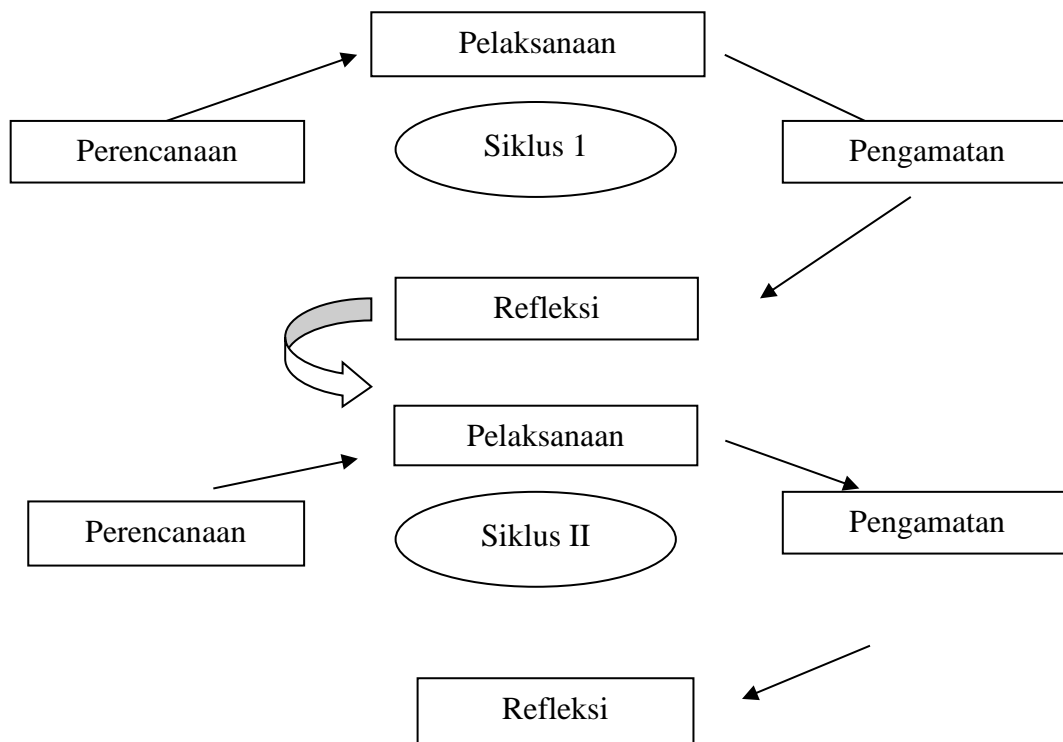 Pelaksanaan
Perencanaan
Siklus 1
Pengamatan
Refleksi
Pelaksanaan
Perencanaan
Siklus II
Pengamatan
Refleksi